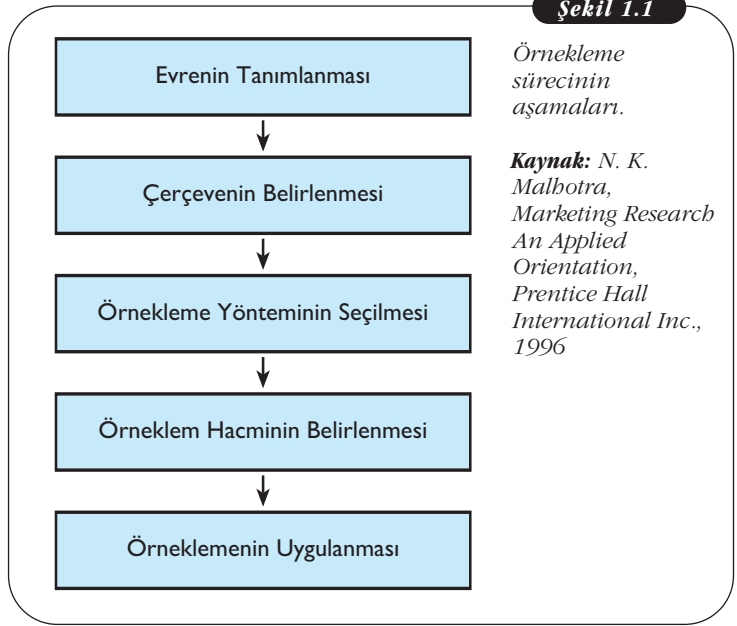 Şekil 1.1
Evrenin Tanımlanması
Çerçevenin Belirlenmesi
Örnekleme Yönteminin Seçilmesi
Örneklem Hacminin Belirlenmesi
Örneklemenin Uygulanması
Örnekleme
sürecinin
aşamaları.
Kaynak: N. K.
Malhotra,
Marketing Research
An Applied
Orientation,
Prentice Hall
International Inc.,
1996